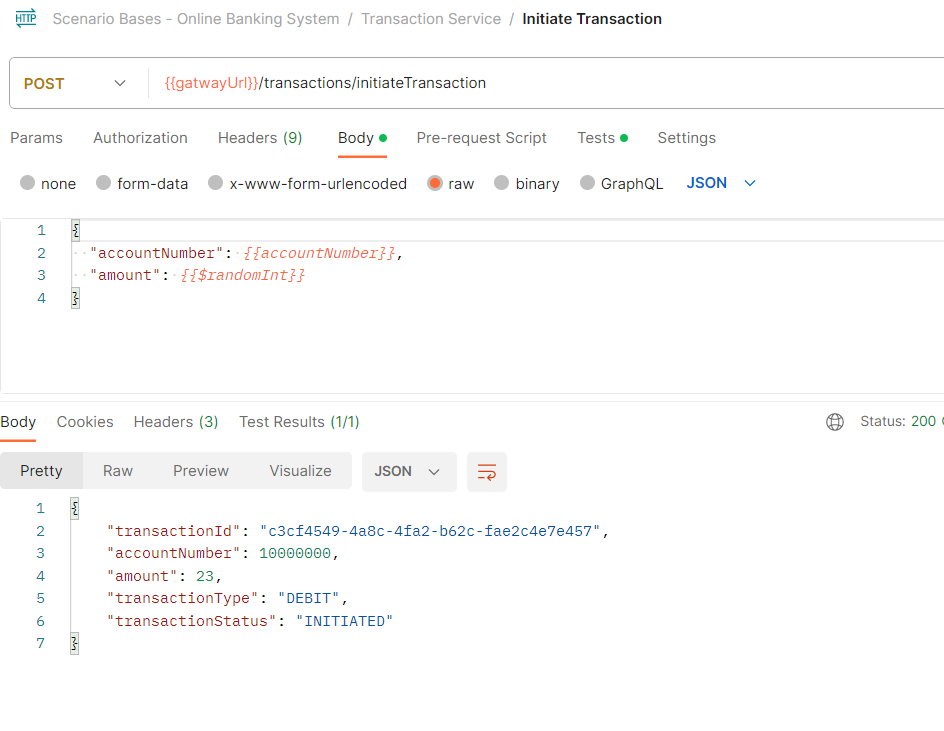 HTTP Scenario Bases - Online Banking System / Transaction Service / Initiate Transaction
POST {{gatwayUrl}}/transactions/initiateTransaction
Params Authorization Headers (9) Body Pre-request Script Tests Settings
none form-data x-www-form-urlencoded raw binary GraphQL JSON
1 {
2 "accountNumber": {{accountNumber}},
3 "amount": {{$randomInt}}
4 }
Body Cookies Headers (3) Test Results (1/1) Status: 200
Pretty Raw Preview Visualize JSON
1 {
2 "transactionId": "c3cf4549-4a8c-4fa2-b62c-fae2c4e7e457",
3 "accountNumber": 10000000,
4 "amount": 23,
5 "transactionType": "DEBIT",
6 "transactionStatus": "INITIATED"
7 }